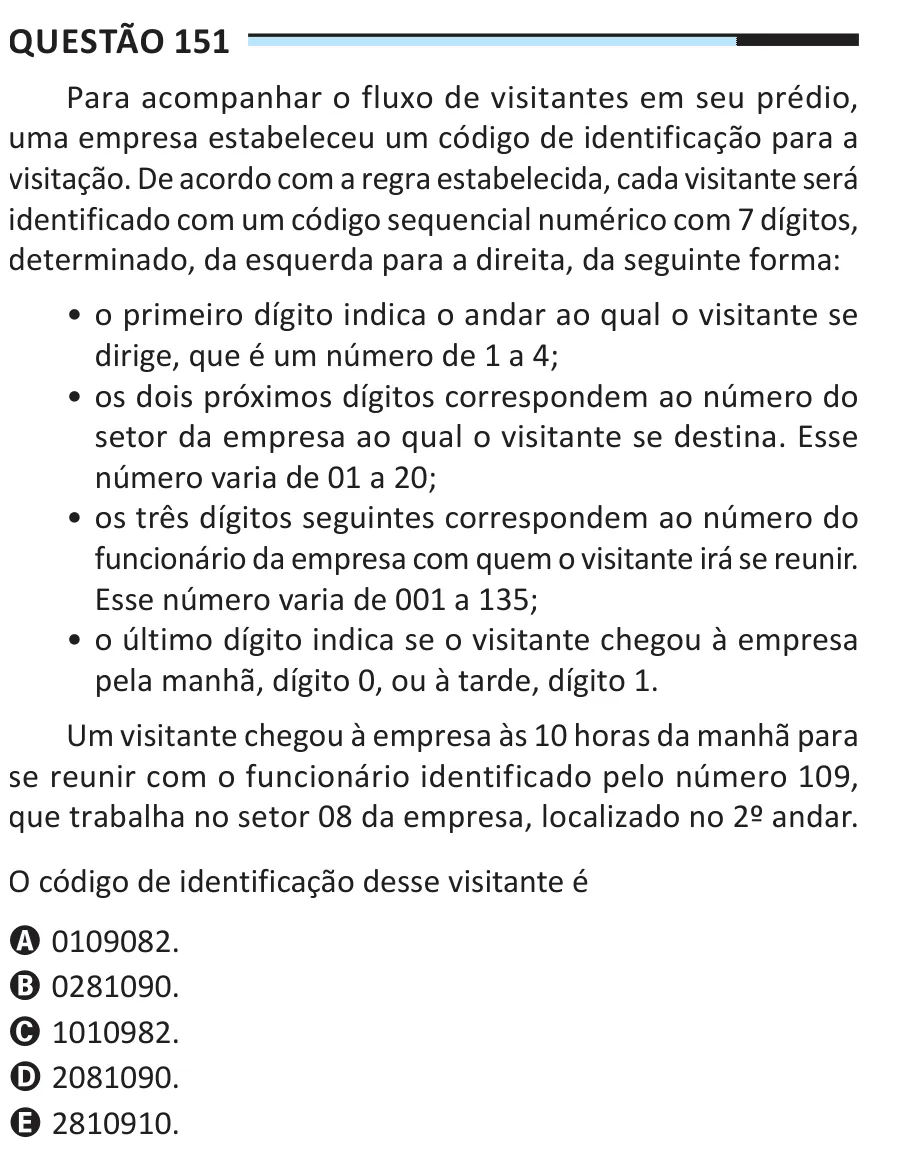 QUESTÃO 151
Para acompanhar o fluxo de visitantes em seu prédio,
uma empresa estabeleceu um código de identificação para a
visitação. De acordo com a regra estabelecida, cada visitante será
identificado com um código sequencial numérico com 7 dígitos,
determinado, da esquerda para a direita, da seguinte forma:
• o primeiro dígito indica o andar ao qual o visitante se
dirige, que é um número de 1 a 4;
• os dois próximos dígitos correspondem ao número do
setor da empresa ao qual o visitante se destina. Esse
número varia de 01 a 20;
• os três dígitos seguintes correspondem ao número do
funcionário da empresa com quem o visitante irá se reunir.
Esse número varia de 001 a 135;
• o último dígito indica se o visitante chegou à empresa
pela manhã, dígito 0, ou à tarde, dígito 1.
Um visitante chegou à empresa às 10 horas da manhã para
se reunir com o funcionário identificado pelo número 109,
que trabalha no setor 08 da empresa, localizado no 2º andar.
O código de identificação desse visitante é
A 0109082.
B 0281090.
C 1010982.
D 2081090.
E 2810910.